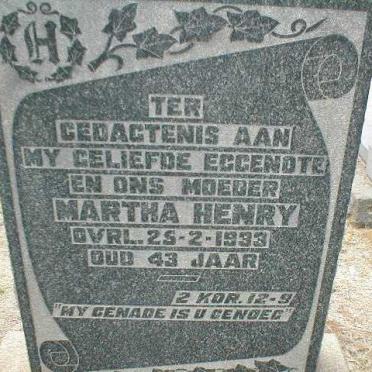 H
TER
GEDAGTENIS AAN
MY GELIEFDE EGGENOTE
EN ONS MOEDER
MARTHA HENRY
OVRL. 25-2-1933
OUD 43 JAAR
2 KOR. 12-9
"MY GENADE IS U GENOEG"